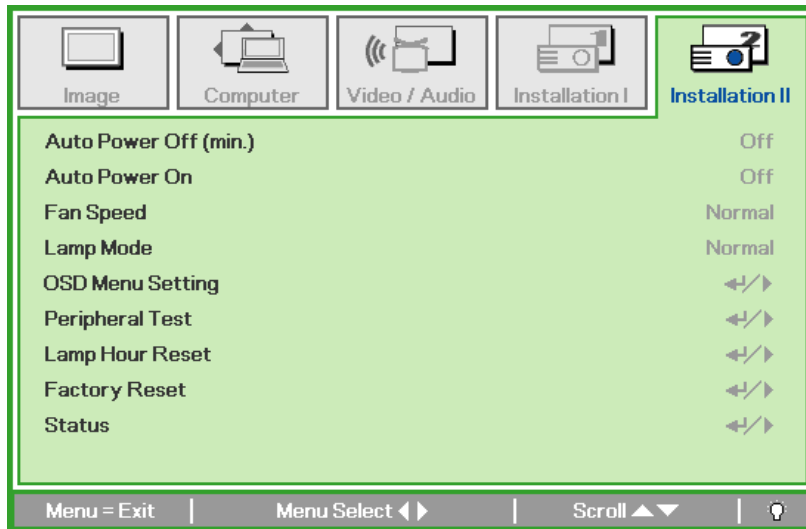 Image Computer Video / Audio Installation I Installation II
Auto Power Off (min.) Off
Auto Power On Off
Fan Speed Normal
Lamp Mode Normal
OSD Menu Setting
Peripheral Test
Lamp Hour Reset
Factory Reset
Status
Menu = Exit Menu Select Scroll